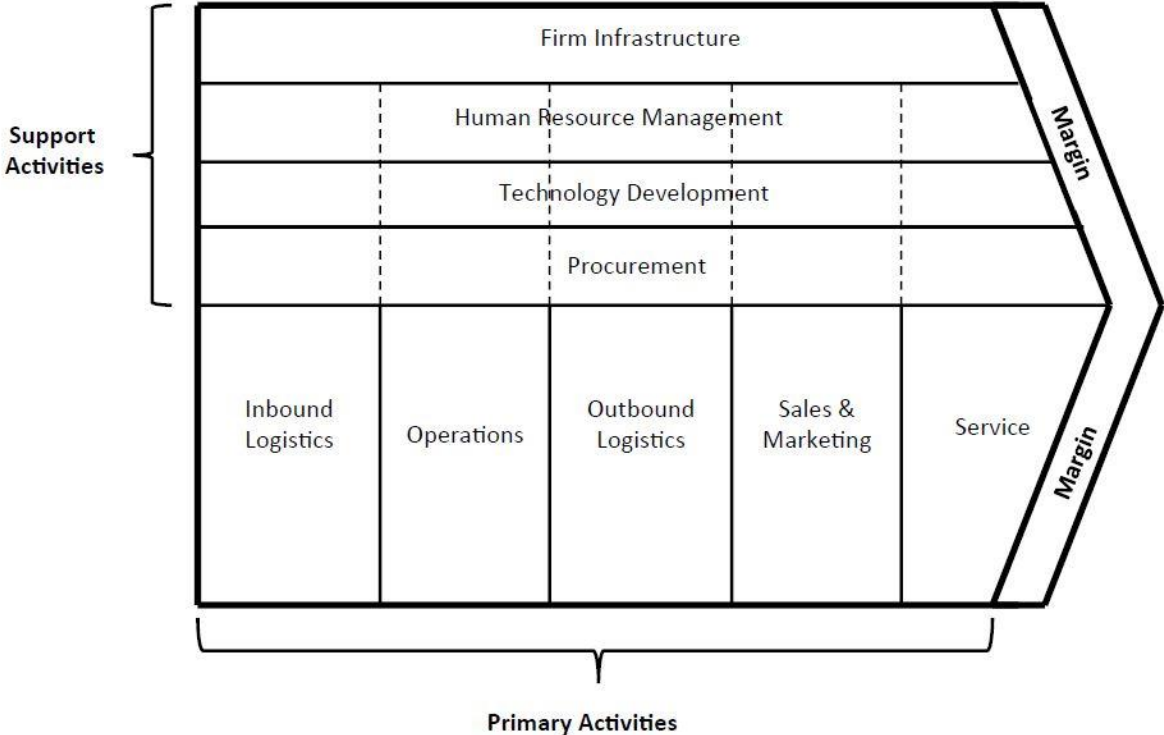 Firm Infrastructure
Human Resource Management
Support
Activities
Technology Development
Procurement
Margin
Inbound
Logistics
Operations
Outbound
Logistics
Sales &
Marketing
Service
Margin
Primary Activities